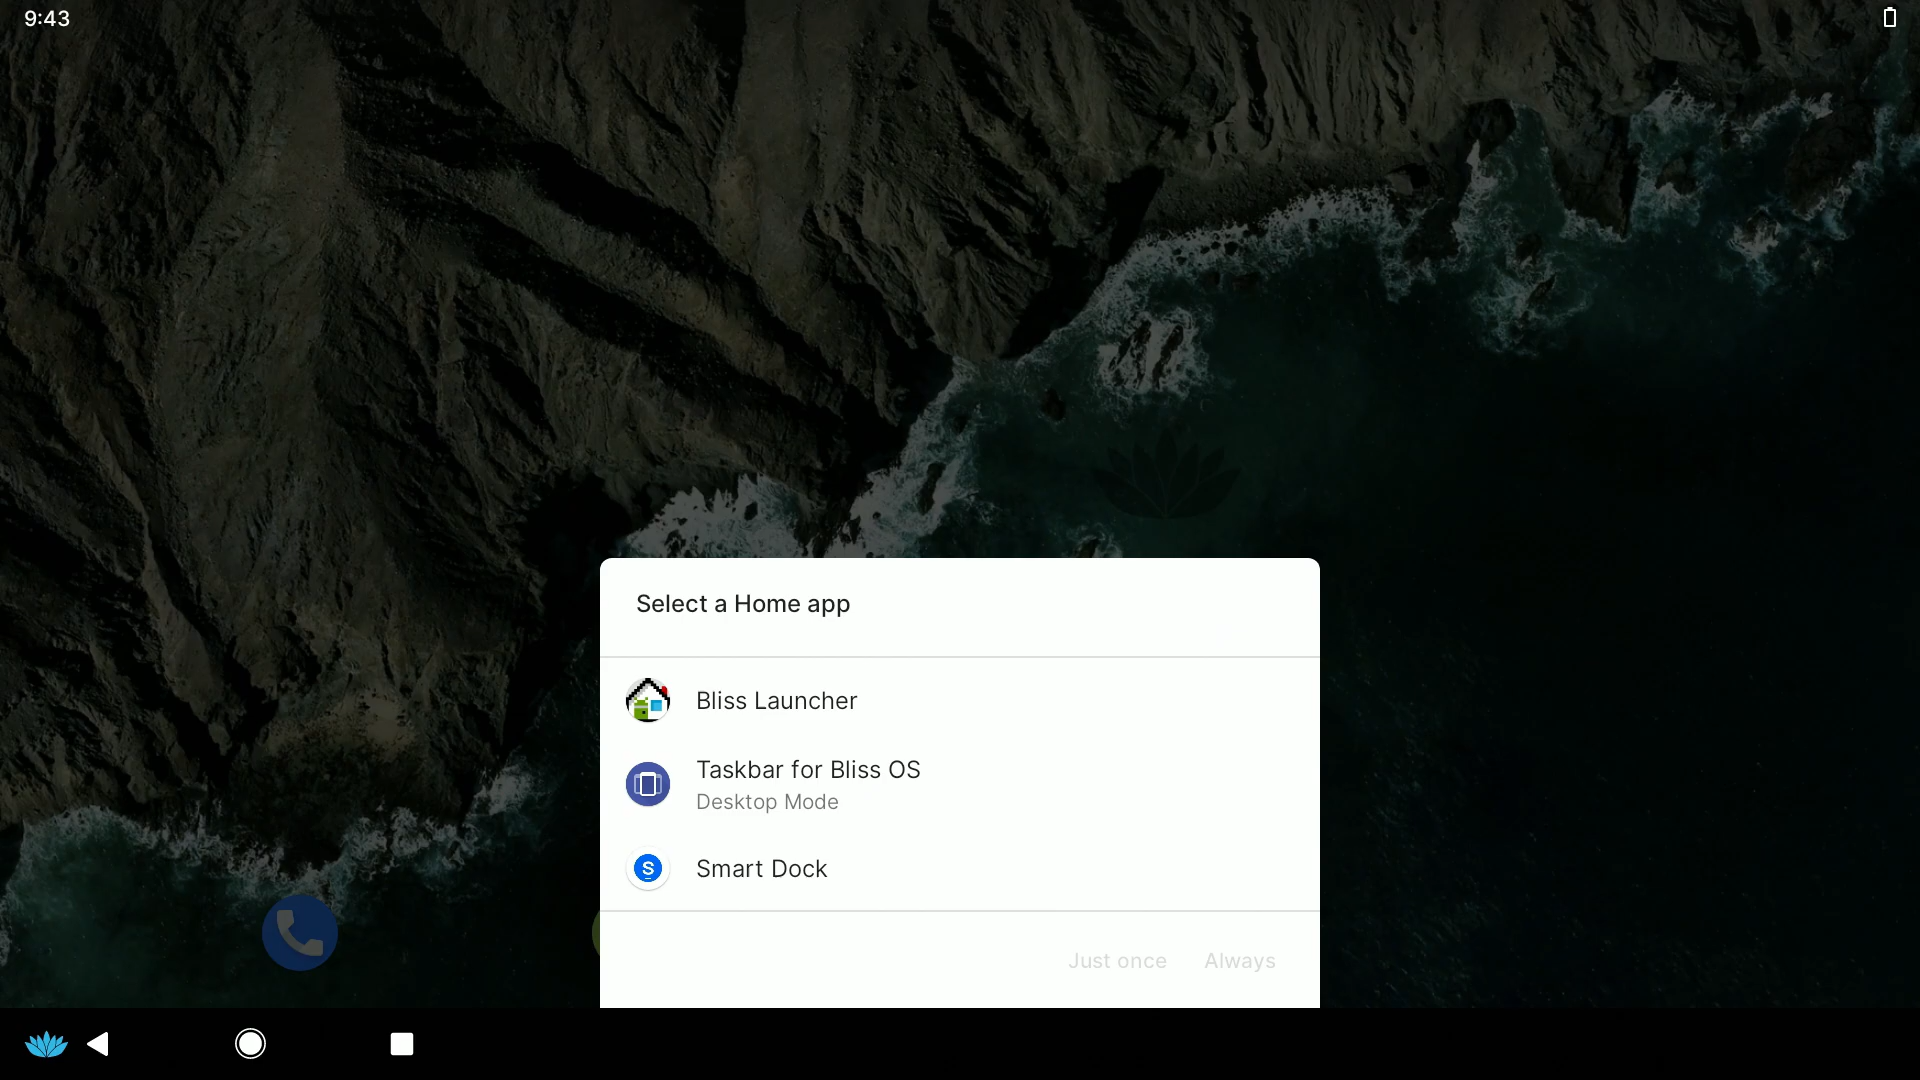 9:43
Select a Home app
Bliss Launcher
Taskbar for Bliss OS
Desktop Mode
S
Smart Dock
Just once Always